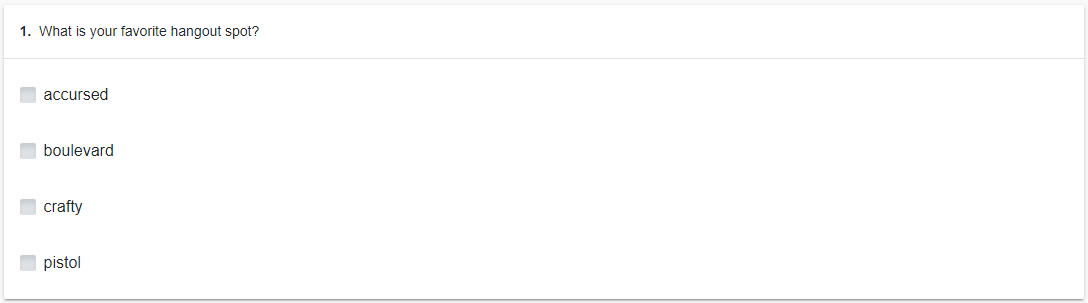 1. What is your favorite hangout spot?
accursed
boulevard
crafty
pistol